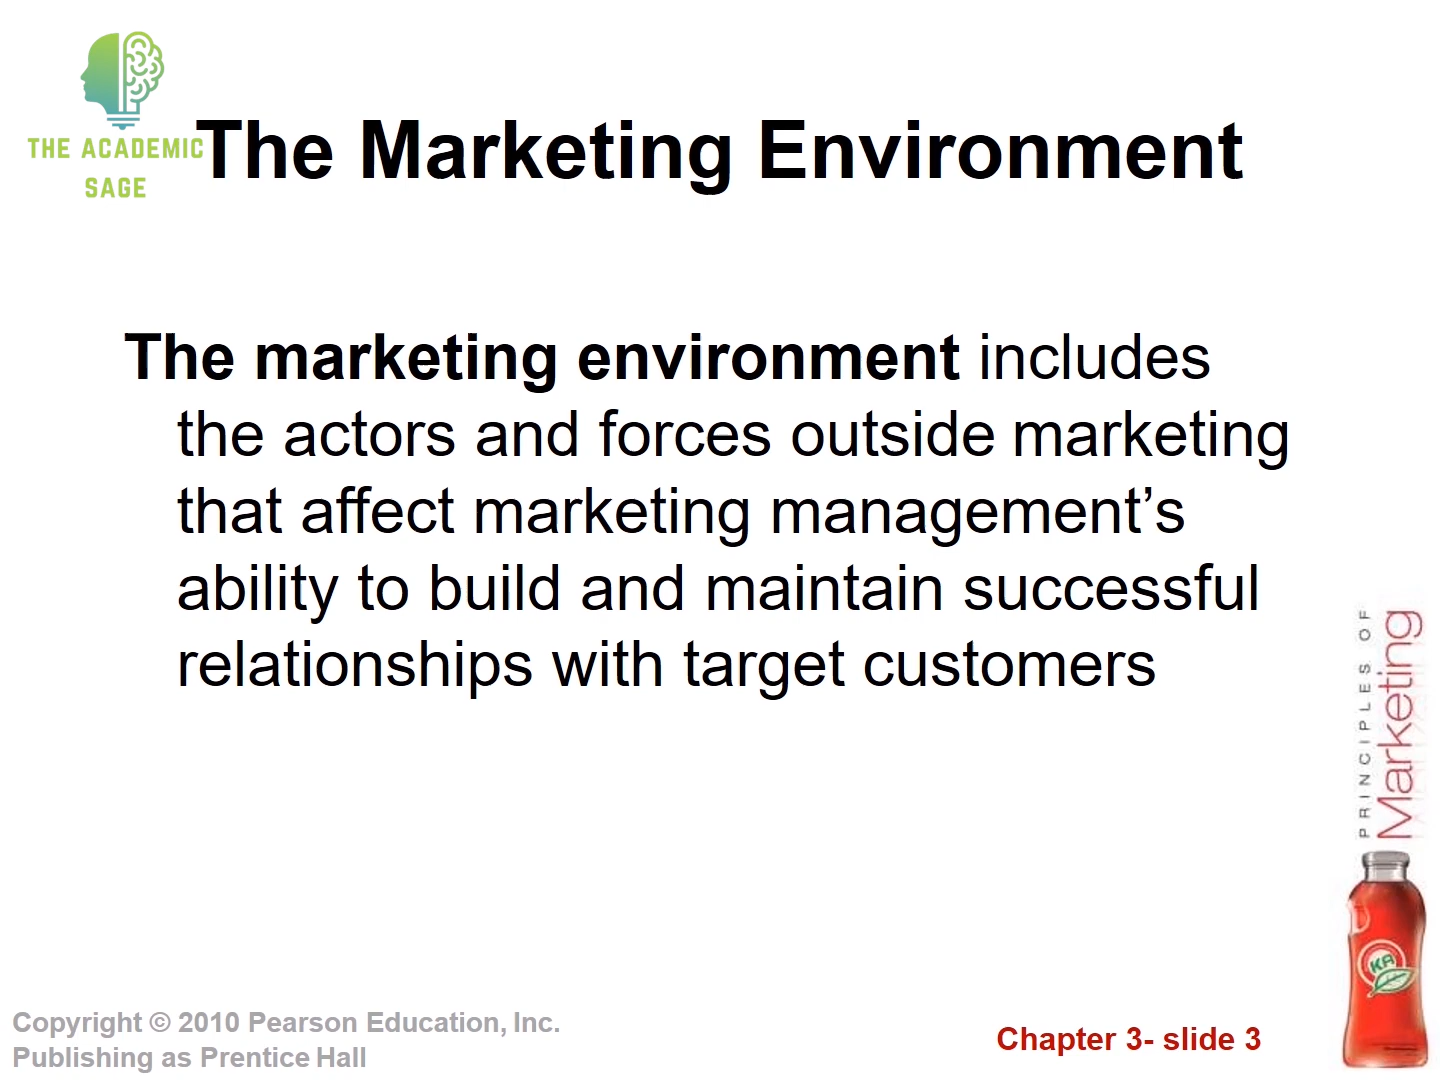 THE ACADEMIC
SAGE
The Marketing Environment
The marketing environment includes
the actors and forces outside marketing
that affect marketing management’s
ability to build and maintain successful
relationships with target customers
PRINCIPLES OF
Marketing
KA
Copyright © 2010 Pearson Education, Inc.
Publishing as Prentice Hall
Chapter 3- slide 3